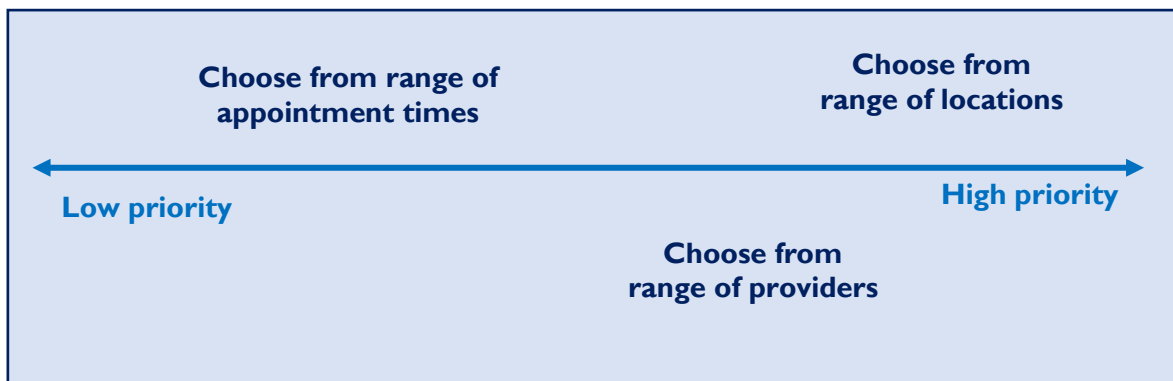 Choose from range of
appointment times
Choose from
range of locations
Low priority
High priority
Choose from
range of providers